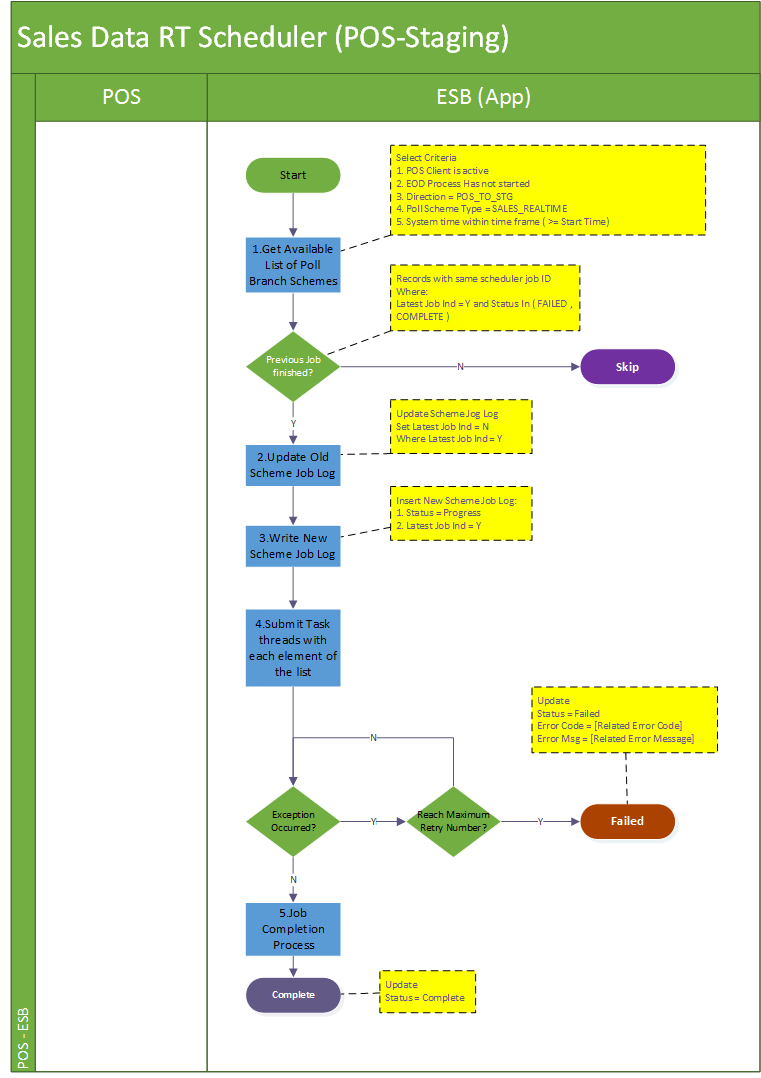 Sales Data RT Scheduler (POS-Staging)
POS
ESB (App)
Start
Select Criteria
1. POS Client is active
2. EOD Process Has not started
3. Direction = POS_TO_STG
4. Poll Scheme Type = SALES_REALTIME
5. System time within time frame ( >= Start Time)
1.Get Available
List of Poll
Branch Schemes
Records with same scheduler job ID
Where:
Latest Job Ind = Y and Status In ( FAILED ,
COMPLETE )
Previous Job
finished?
N
Skip
Y
Update Scheme Jog Log
Set Latest Job Ind = N
Where Latest Job Ind = Y
2.Update Old
Scheme Job Log
Insert New Scheme Job Log:
1. Status = Progress
2. Latest Job Ind = Y
3.Write New
Scheme Job Log
4.Submit Task
threads with
each element of
the list
Update
Status = Failed
Error Code = [Related Error Code]
Error Msg = [Related Error Message]
N
Exception
Occurred?
Y
Reach Maximum
Retry Number?
Y
Failed
N
5.Job
Completion
Process
Complete
Update
Status = Complete
POS - ESB